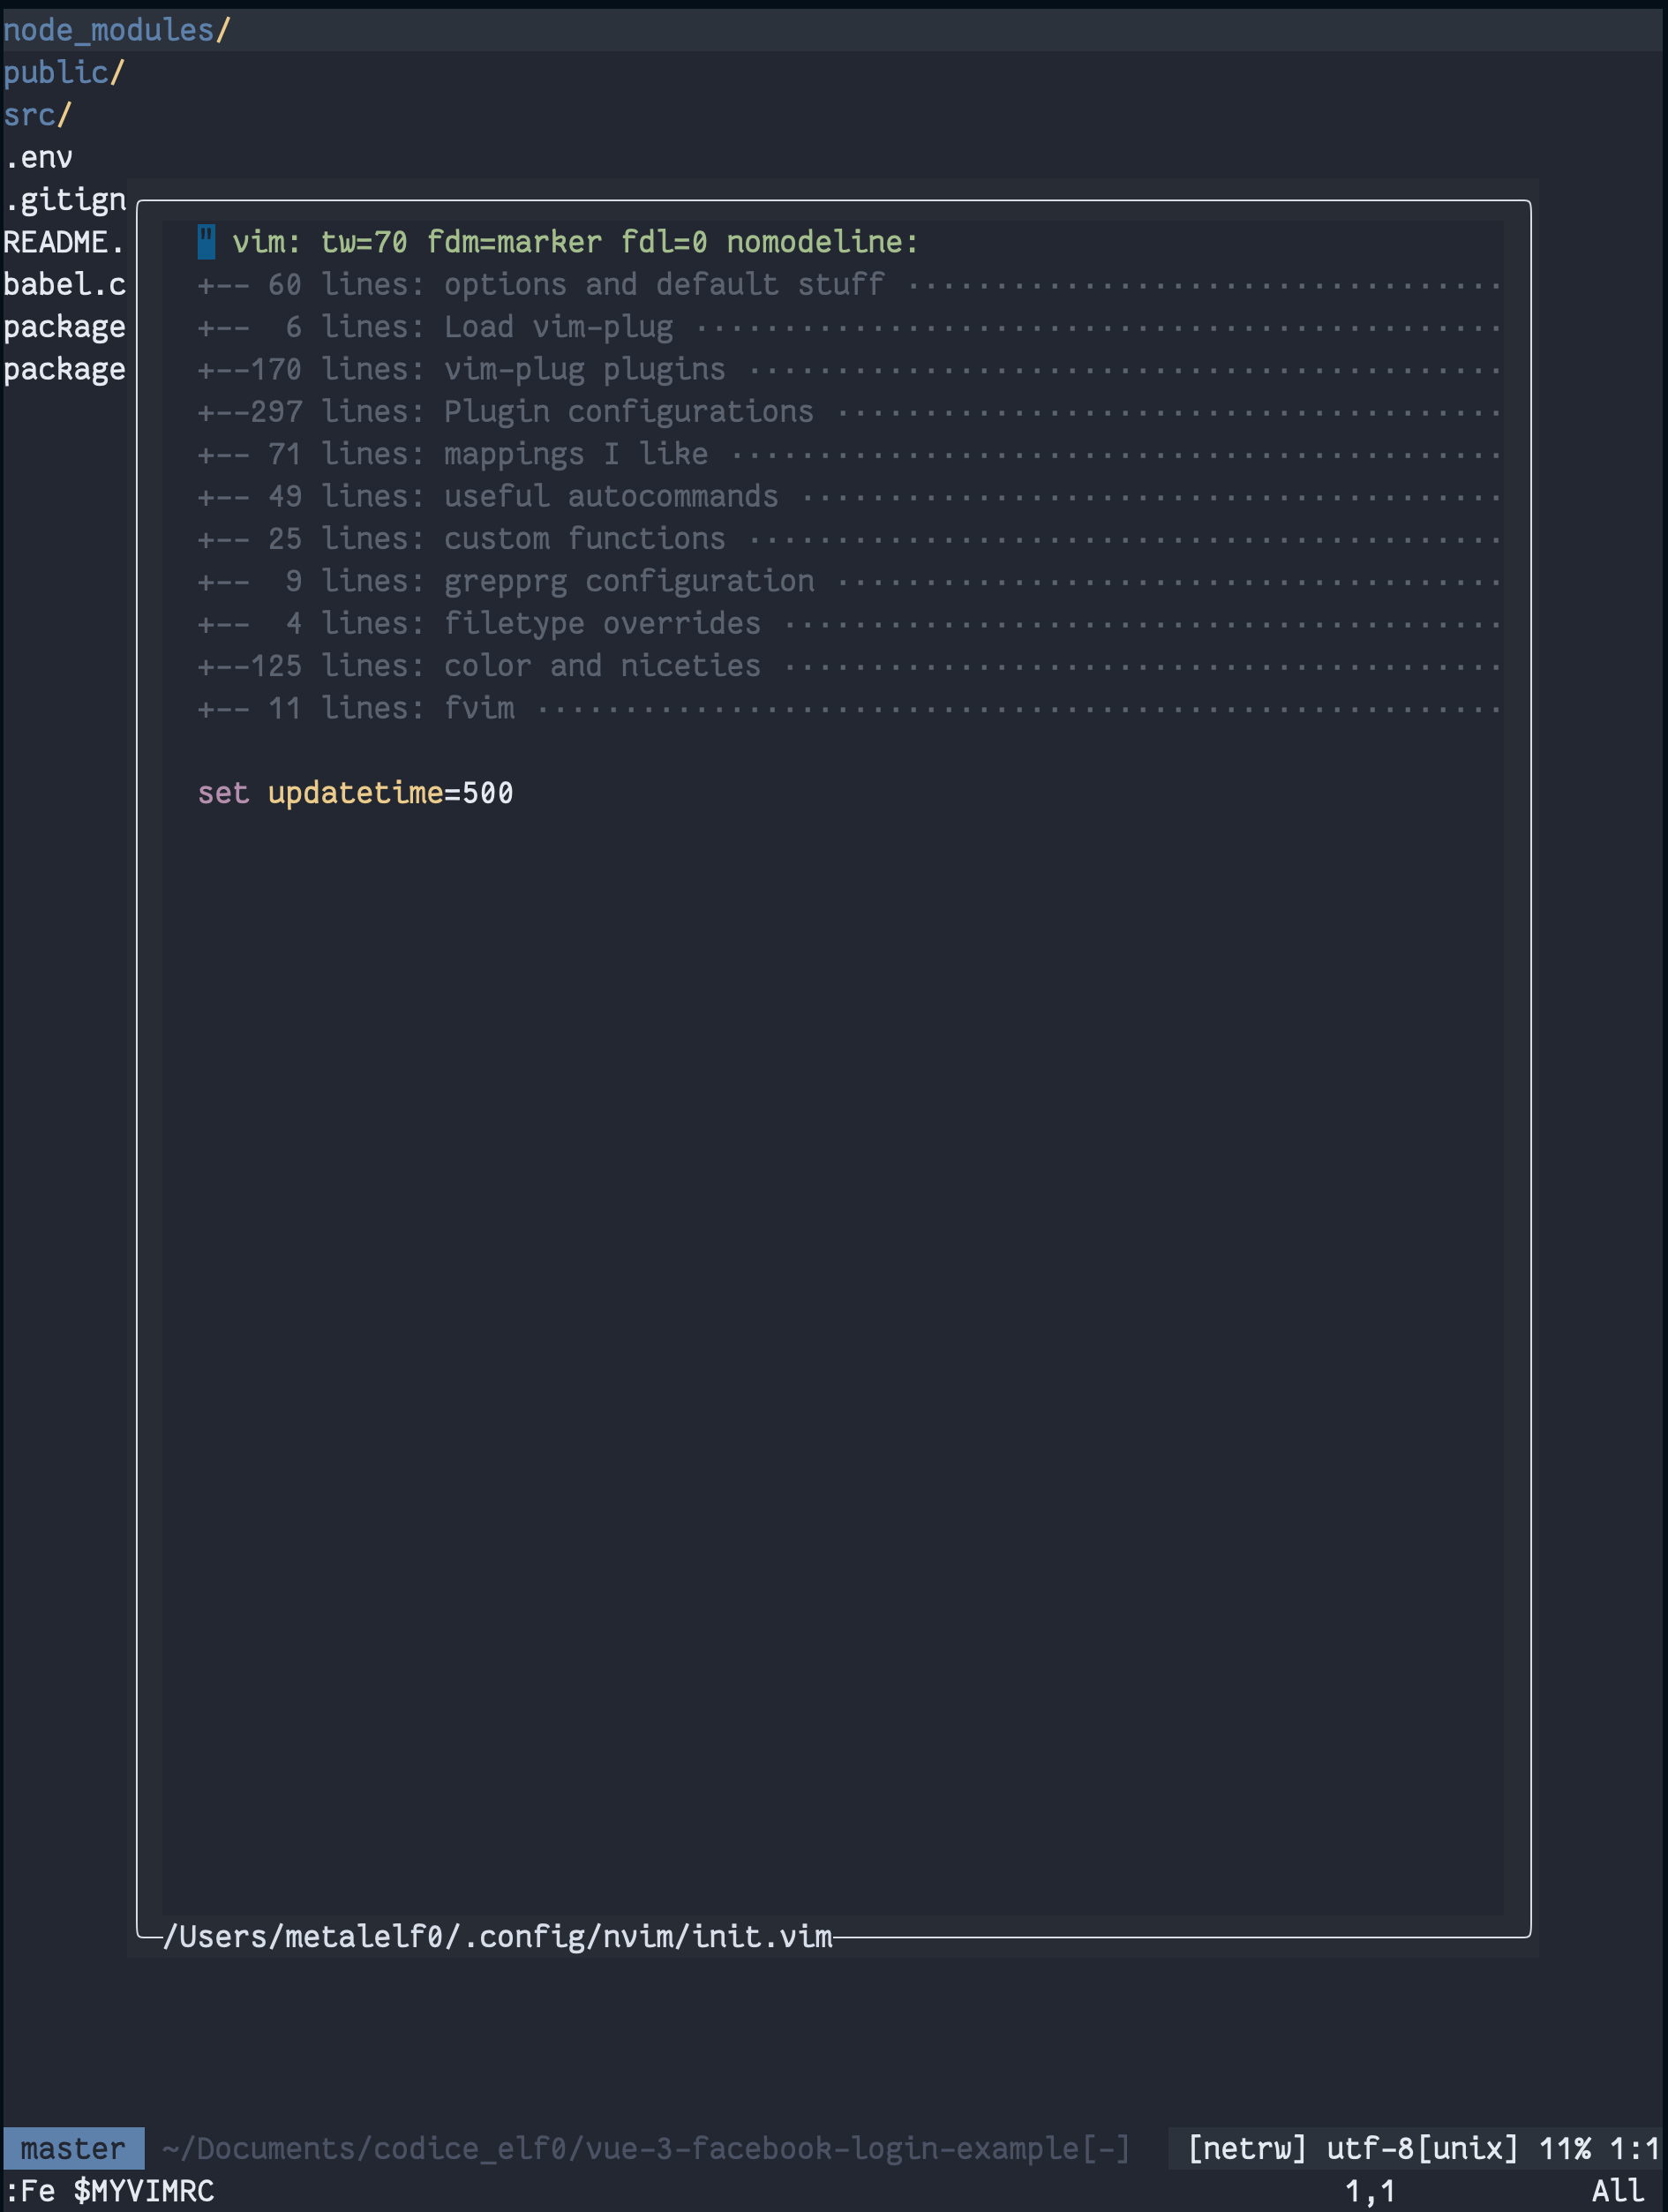 node_modules/
public/
src/
.env
.gitign
README.
babel.c
package
package
" vim: tw=70 fdm=marker fdl=0 nomodeline:
+-- 60 lines: options and default stuff ··································
+--  6 lines: Load vim-plug ··············································
+--170 lines: vim-plug plugins ···········································
+--297 lines: Plugin configurations ······································
+-- 71 lines: mappings I like ············································
+-- 49 lines: useful autocommands ········································
+-- 25 lines: custom functions ···········································
+--  9 lines: grepprg configuration ······································
+--  4 lines: filetype overrides ·········································
+--125 lines: color and niceties ·········································
+-- 11 lines: fvim ·······················································
set updatetime=500
/Users/metalelf0/.config/nvim/init.vim
master ~/Documents/codice_elf0/vue-3-facebook-login-example[-] [netrw] utf-8[unix] 11% 1:1
:Fe $MYVIMRC 1,1 All